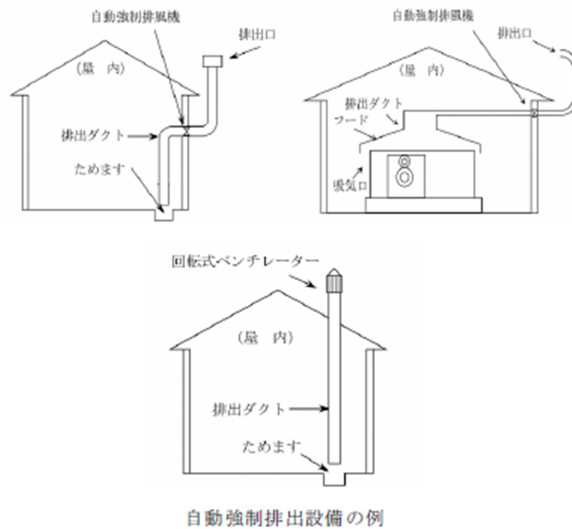 自動強制排風機
排出口
（屋　内）
排出ダクト
ためます
自動強制排風機
排出口
（屋　内）
排出ダクト
フード
吸気口
回転式ベンチレーター
（屋　内）
排出ダクト
ためます
自動強制排出設備の例